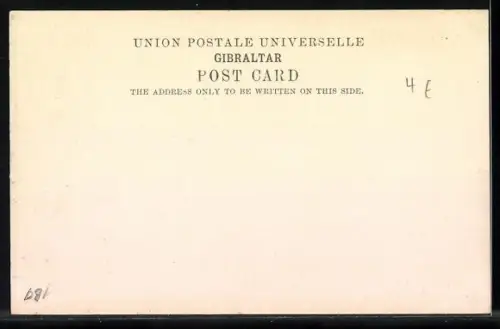 UNION POSTALE UNIVERSELLE
GIBRALTAR
POST CARD
THE ADDRESS ONLY TO BE WRITTEN ON THIS SIDE.
4 £